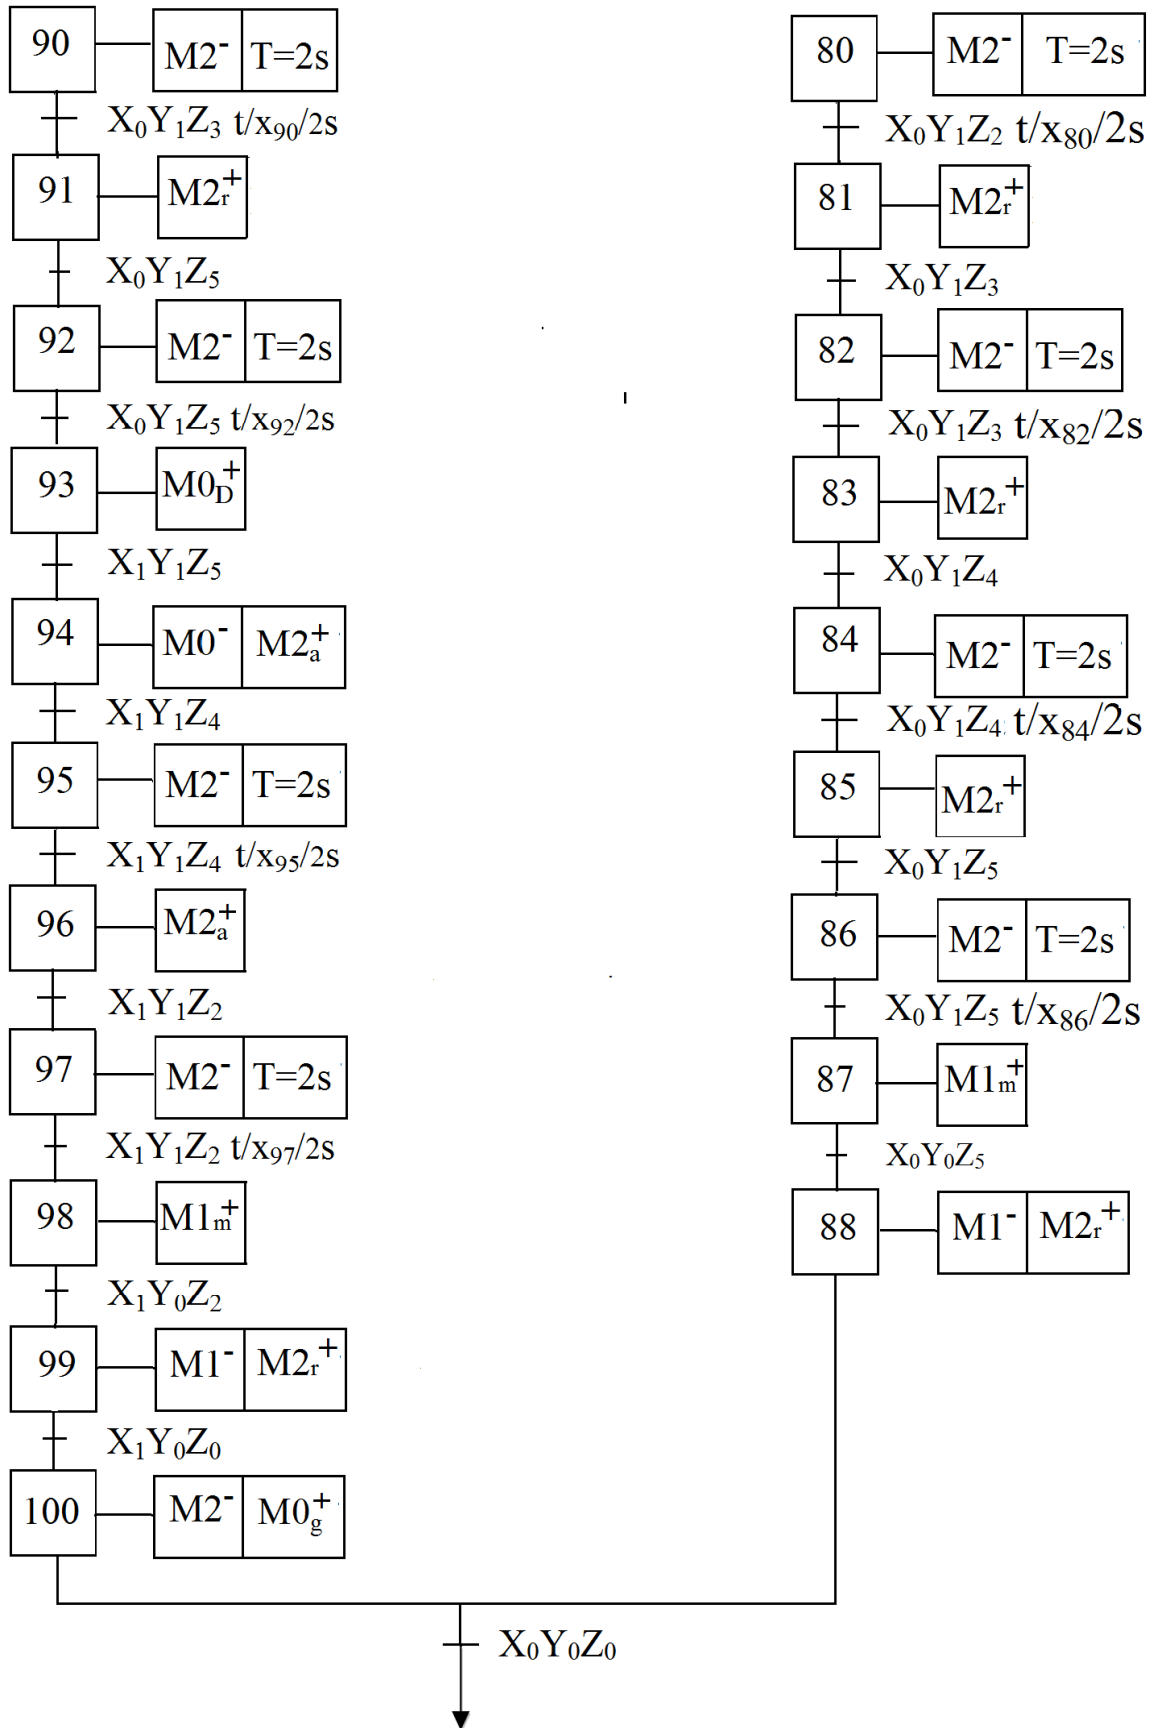 90 M2⁻ T=2s
X₀Y₁Z₃ t/x₉₀/2s
91 M2ᵣ⁺
X₀Y₁Z₅
92 M2⁻ T=2s
X₀Y₁Z₅ t/x₉₂/2s
93 M0_D⁺
X₁Y₁Z₅
94 M0⁻ M2ₐ⁺
X₁Y₁Z₄
95 M2⁻ T=2s
X₁Y₁Z₄ t/x₉₅/2s
96 M2ₐ⁺
X₁Y₁Z₂
97 M2⁻ T=2s
X₁Y₁Z₂ t/x₉₇/2s
98 M1ₘ⁺
X₁Y₀Z₂
99 M1⁻ M2ᵣ⁺
X₁Y₀Z₀
100 M2⁻ M0_g⁺
80 M2⁻ T=2s
X₀Y₁Z₂ t/x₈₀/2s
81 M2ᵣ⁺
X₀Y₁Z₃
82 M2⁻ T=2s
X₀Y₁Z₃ t/x₈₂/2s
83 M2ᵣ⁺
X₀Y₁Z₄
84 M2⁻ T=2s
X₀Y₁Z₄ t/x₈₄/2s
85 M2ᵣ⁺
X₀Y₁Z₅
86 M2⁻ T=2s
X₀Y₁Z₅ t/x₈₆/2s
87 M1ₘ⁺
X₀Y₀Z₅
88 M1⁻ M2ᵣ⁺
X₀Y₀Z₀